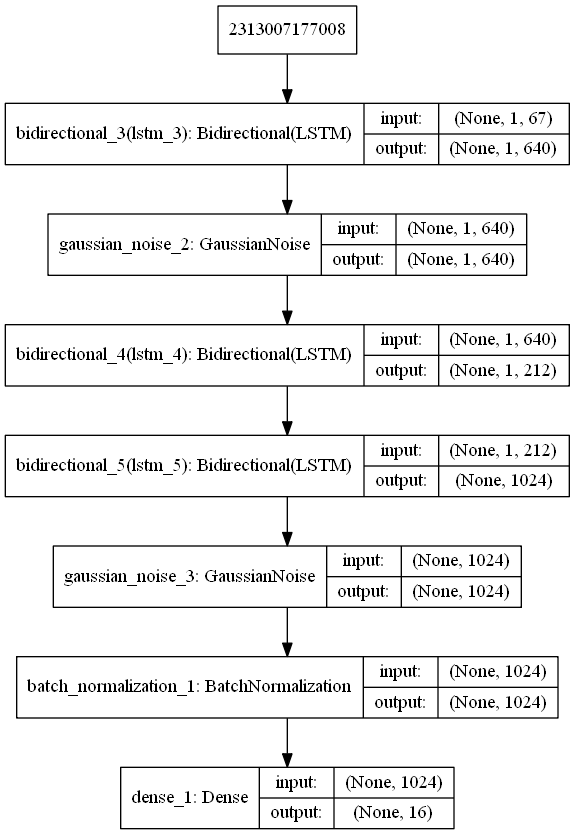 2313007177008
bidirectional_3(lstm_3): Bidirectional(LSTM)
input: (None, 1, 67)
output: (None, 1, 640)
gaussian_noise_2: GaussianNoise
input: (None, 1, 640)
output: (None, 1, 640)
bidirectional_4(lstm_4): Bidirectional(LSTM)
input: (None, 1, 640)
output: (None, 1, 212)
bidirectional_5(lstm_5): Bidirectional(LSTM)
input: (None, 1, 212)
output: (None, 1024)
gaussian_noise_3: GaussianNoise
input: (None, 1024)
output: (None, 1024)
batch_normalization_1: BatchNormalization
input: (None, 1024)
output: (None, 1024)
dense_1: Dense
input: (None, 1024)
output: (None, 16)